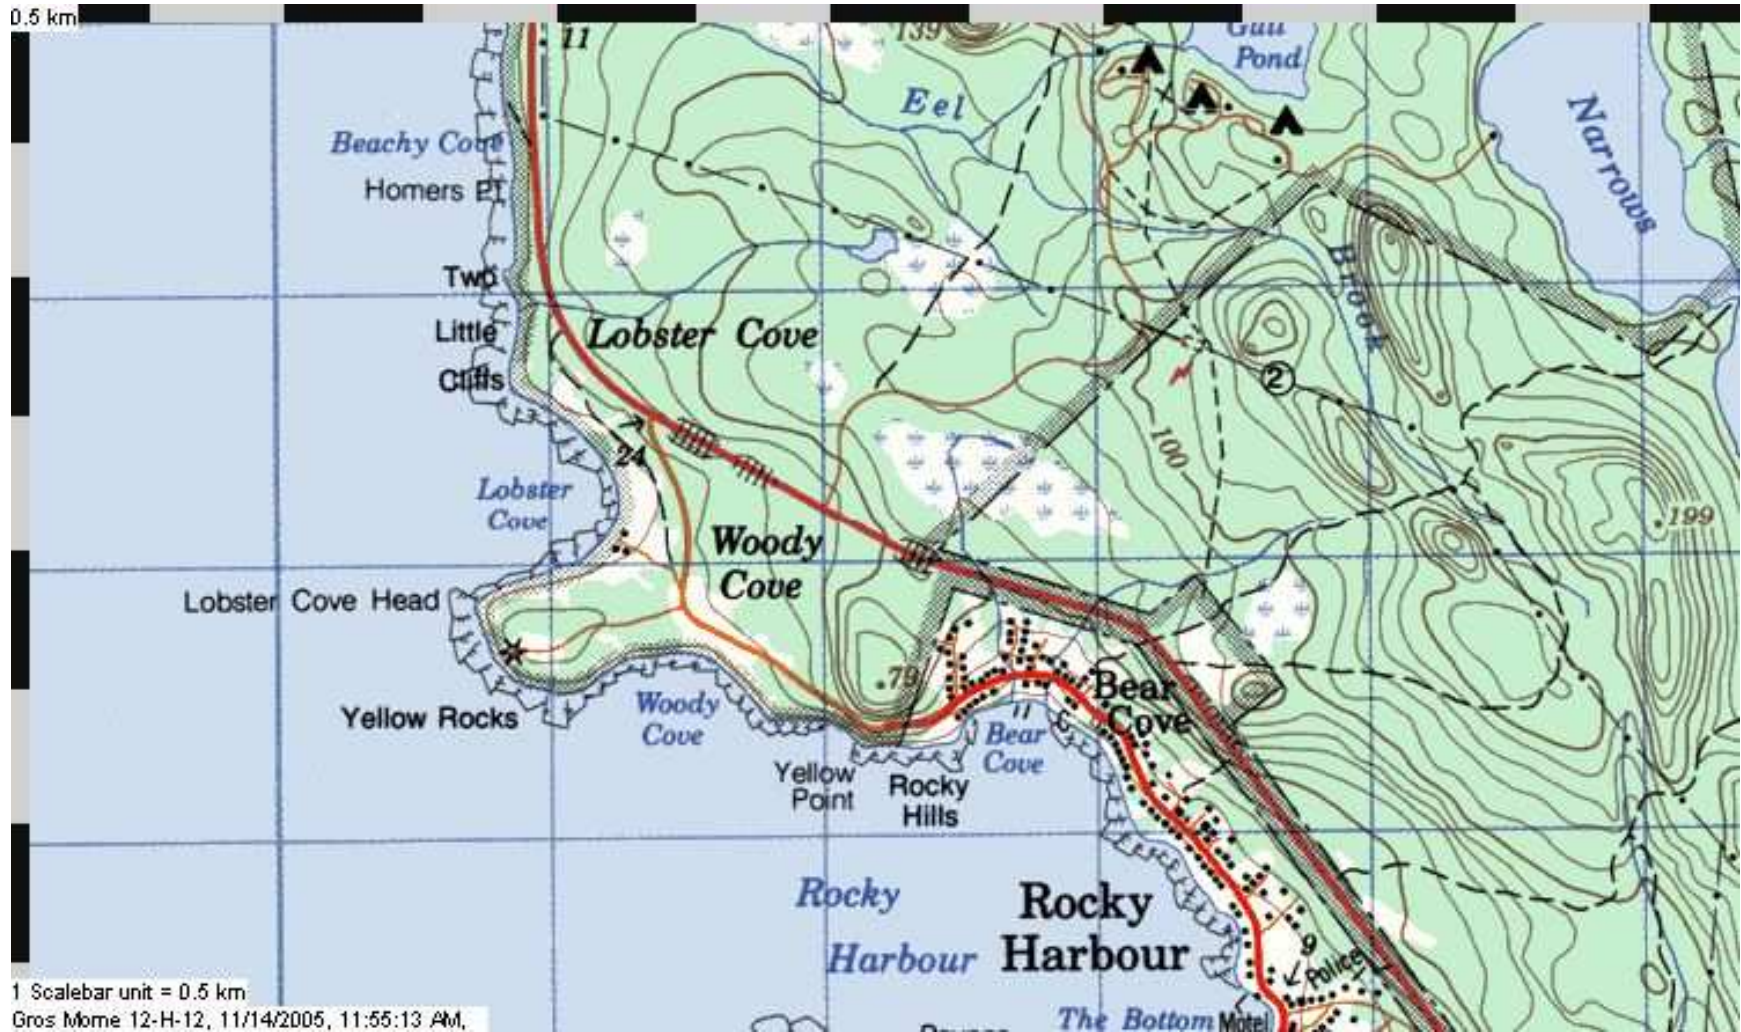 0.5 km
11
139
Gull
Pond
Eel
Narrows
Beachy Cove
Homers Pt
Brook
Two
Little
Cliffs
Lobster Cove
2
100
24
Lobster
Cove
199
Woody
Cove
Lobster Cove Head
79
Bear
Cove
Yellow Rocks
Woody
Cove
Bear
Cove
Yellow
Point
Rocky
Hills
Rocky
Harbour
Rocky
Harbour
9
Police
The Bottom
Motel
1 Scalebar unit = 0.5 km
Gros Morne 12-H-12, 11/14/2005, 11:55:13 AM,